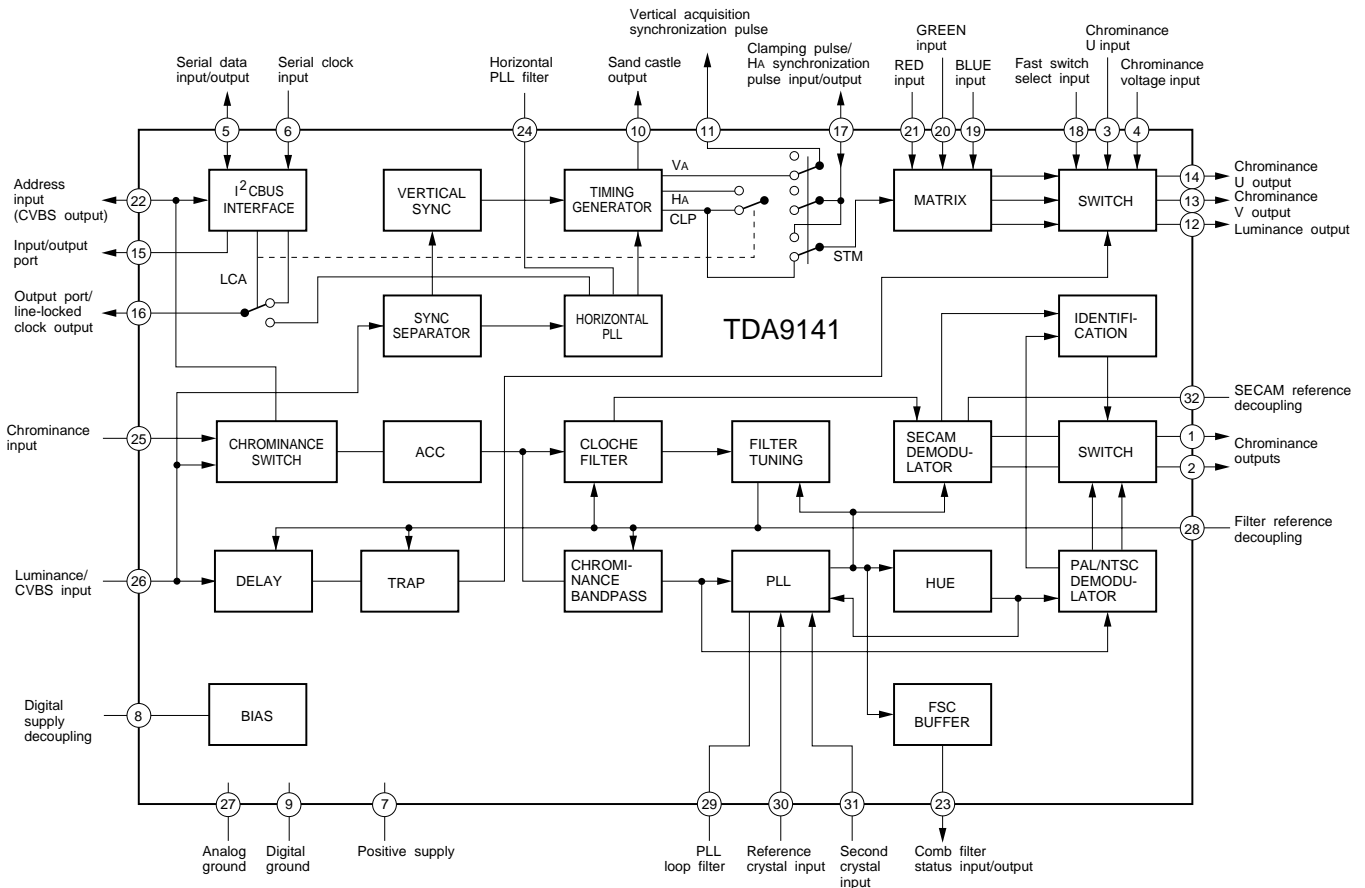 Vertical acquisition
synchronization pulse
Serial data
input/output
Serial clock
input
Horizontal
PLL filter
Sand castle
output
Clamping pulse/
HA synchronization
pulse input/output
GREEN
input
RED
input
BLUE
input
Chrominance
U input
Fast switch
select input
Chrominance
voltage input
5
6
24
10
11
17
21
20
19
18
3
4
Address
input
(CVBS output)
22
I²CBUS
INTERFACE
VERTICAL
SYNC
TIMING
GENERATOR
VA
HA
CLP
STM
MATRIX
SWITCH
14
Chrominance
U output
13
Chrominance
V output
12
Luminance output
Input/output
port
15
LCA
Output port/
line-locked
clock output
16
SYNC
SEPARATOR
HORIZONTAL
PLL
TDA9141
IDENTIFI-
CATION
32
SECAM reference
decoupling
Chrominance
input
25
CHROMINANCE
SWITCH
ACC
CLOCHE
FILTER
FILTER
TUNING
SECAM
DEMODU-
LATOR
SWITCH
1
2
Chrominance
outputs
28
Filter reference
decoupling
Luminance/
CVBS input
26
DELAY
TRAP
CHROMI-
NANCE
BANDPASS
PLL
HUE
PAL/NTSC
DEMODU-
LATOR
Digital
supply
decoupling
8
BIAS
FSC
BUFFER
27
9
7
29
30
31
23
Analog
ground
Digital
ground
Positive supply
PLL
loop filter
Reference
crystal input
Second
crystal
input
Comb filter
status input/output